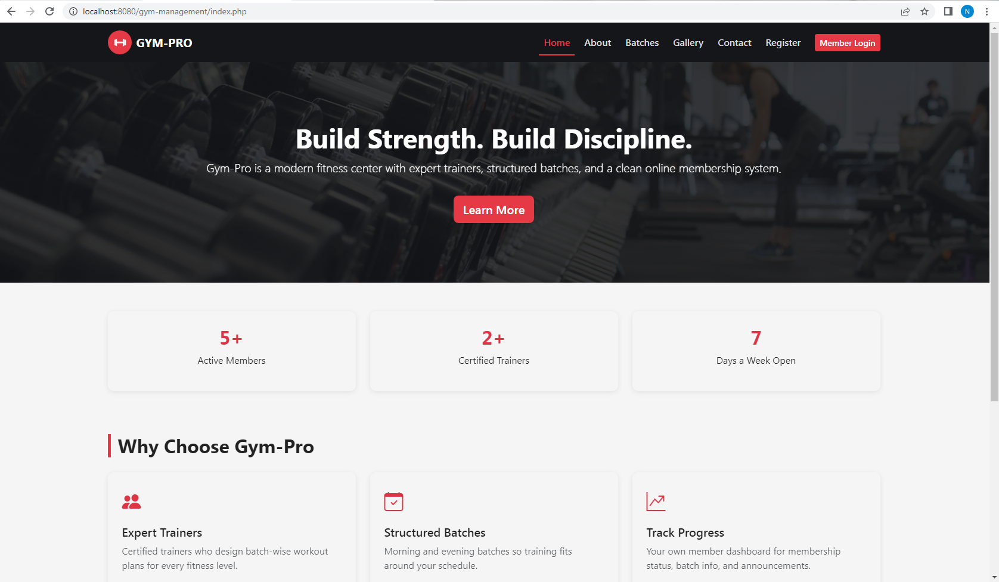 localhost:8080/gym-management/index.php
N
GYM-PRO
Home
About
Batches
Gallery
Contact
Register
Member Login
Build Strength. Build Discipline.
Gym-Pro is a modern fitness center with expert trainers, structured batches, and a clean online membership system.
Learn More
5+
Active Members
2+
Certified Trainers
7
Days a Week Open
Why Choose Gym-Pro
Expert Trainers
Certified trainers who design batch-wise workout
plans for every fitness level.
Structured Batches
Morning and evening batches so training fits
around your schedule.
Track Progress
Your own member dashboard for membership
status, batch info, and announcements.